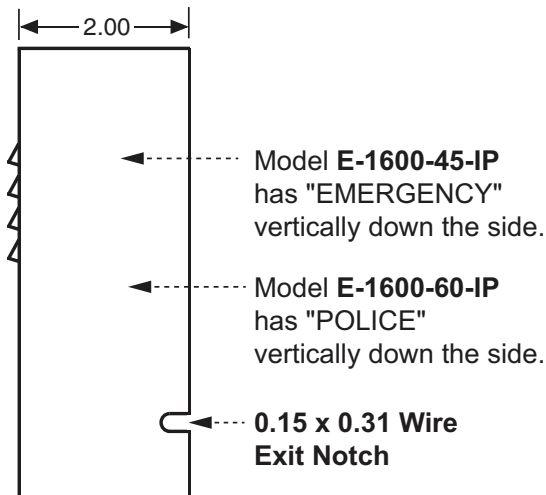 2.00
Model E-1600-45-IP
has "EMERGENCY"
vertically down the side.
Model E-1600-60-IP
has "POLICE"
vertically down the side.
0.15 x 0.31 Wire
Exit Notch